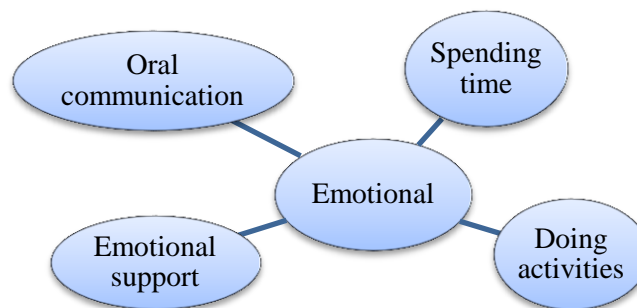 Oral
communication
Spending
time
Emotional
Emotional
support
Doing
activities